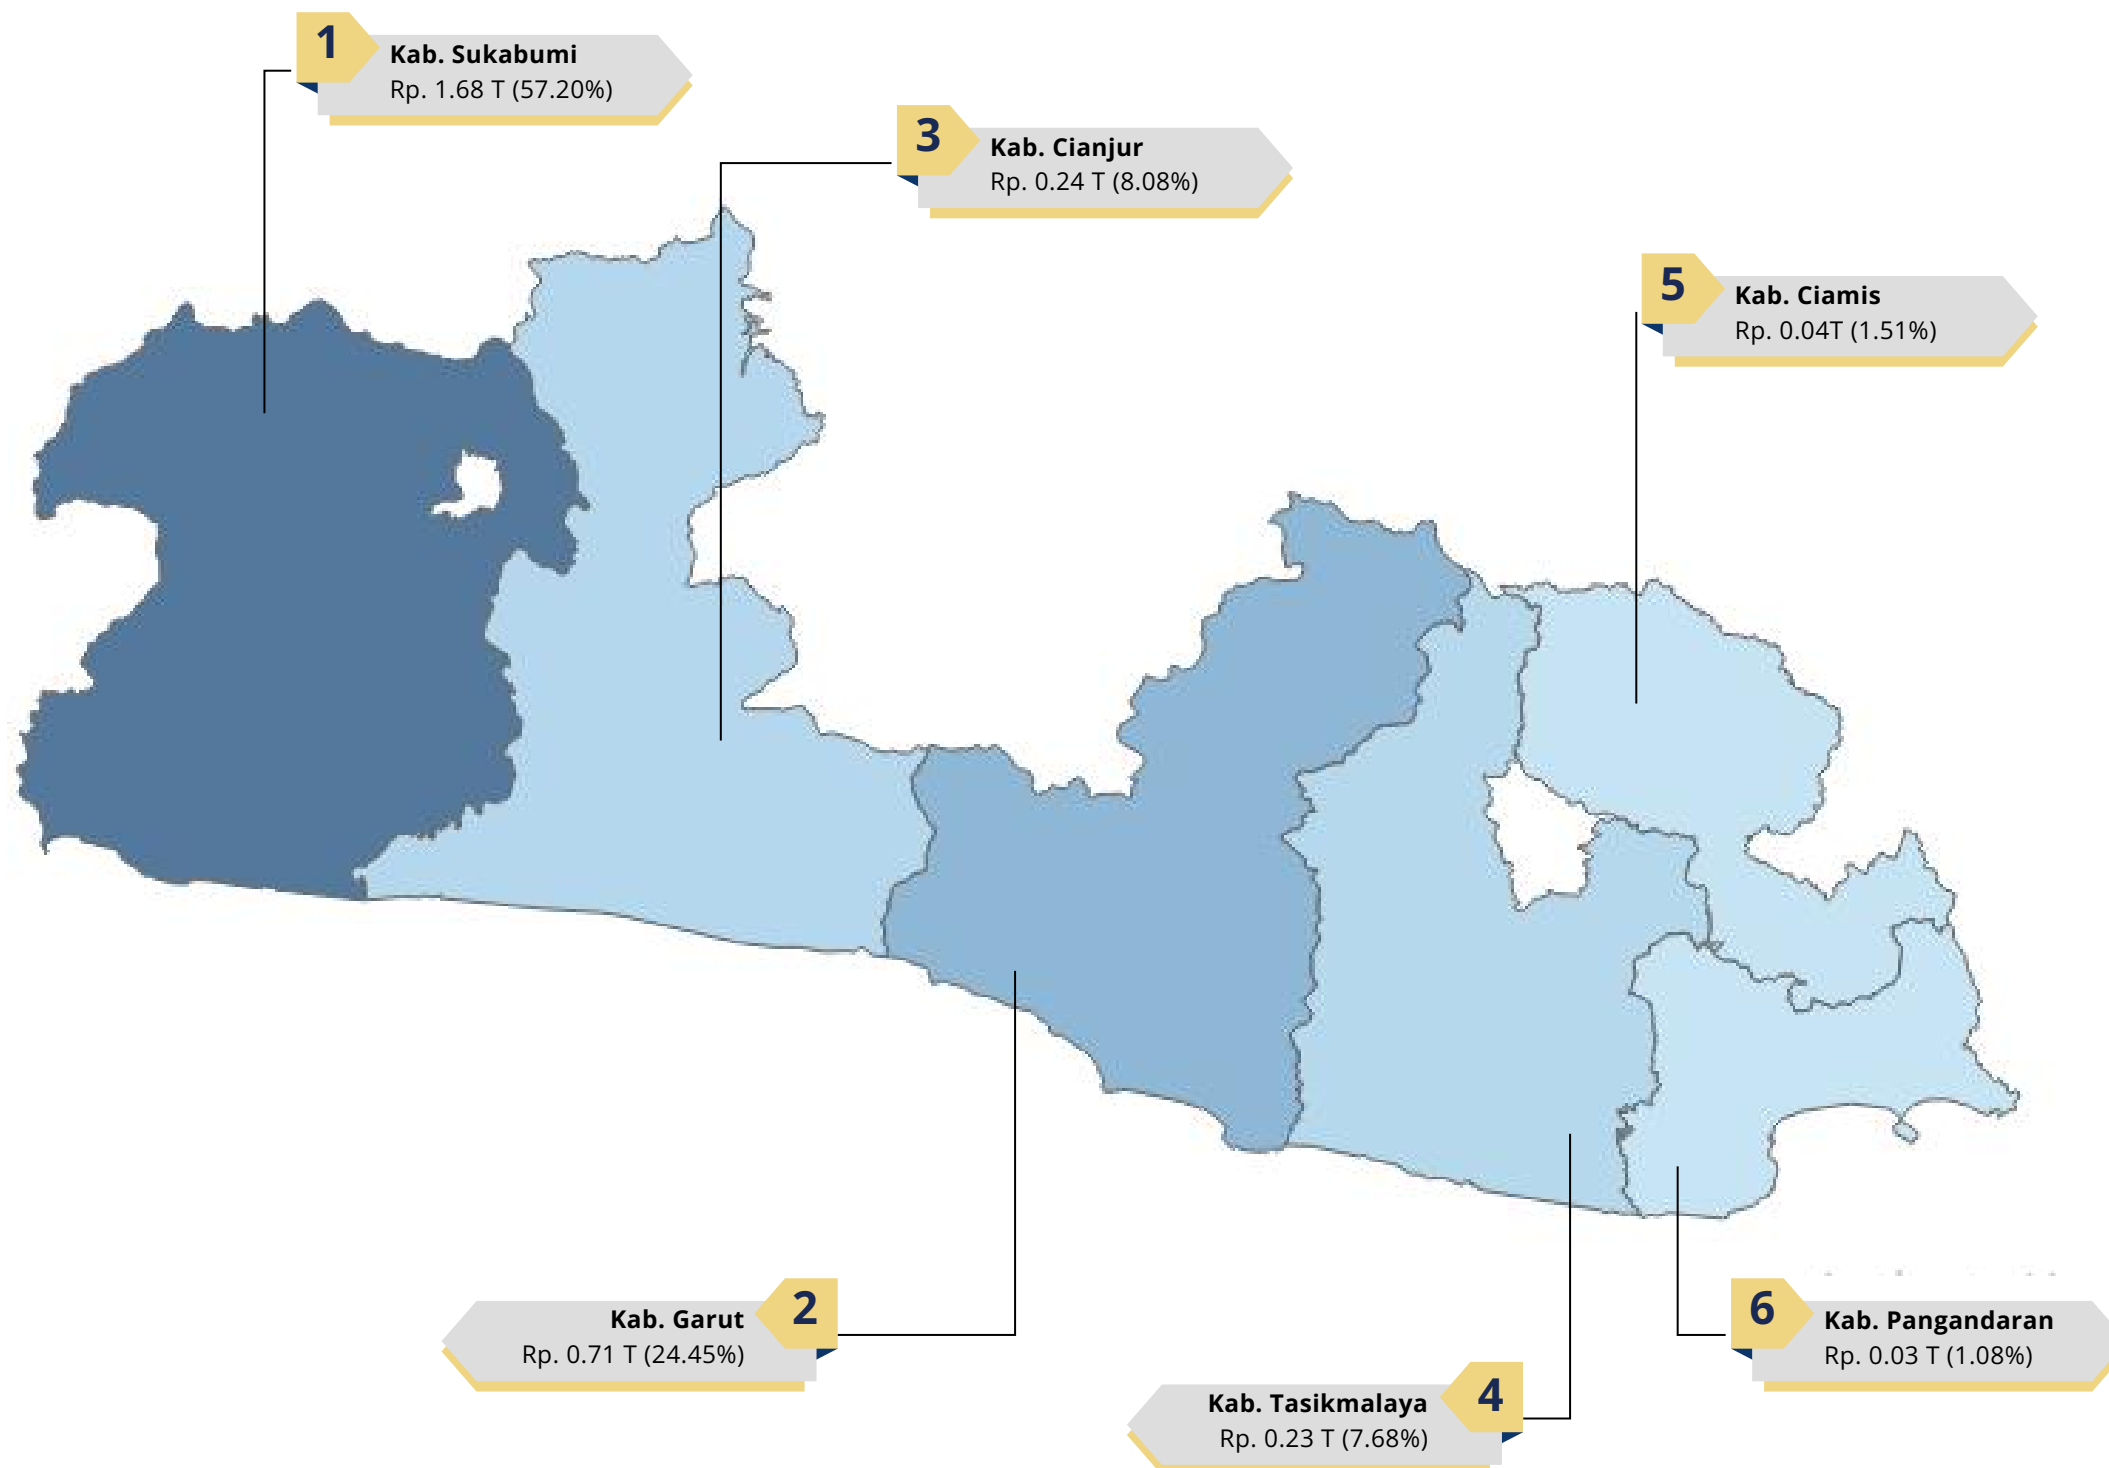 1
Kab. Sukabumi
Rp. 1.68 T (57.20%)
3
Kab. Cianjur
Rp. 0.24 T (8.08%)
5
Kab. Ciamis
Rp. 0.04T (1.51%)
2
Kab. Garut
Rp. 0.71 T (24.45%)
6
Kab. Pangandaran
Rp. 0.03 T (1.08%)
4
Kab. Tasikmalaya
Rp. 0.23 T (7.68%)